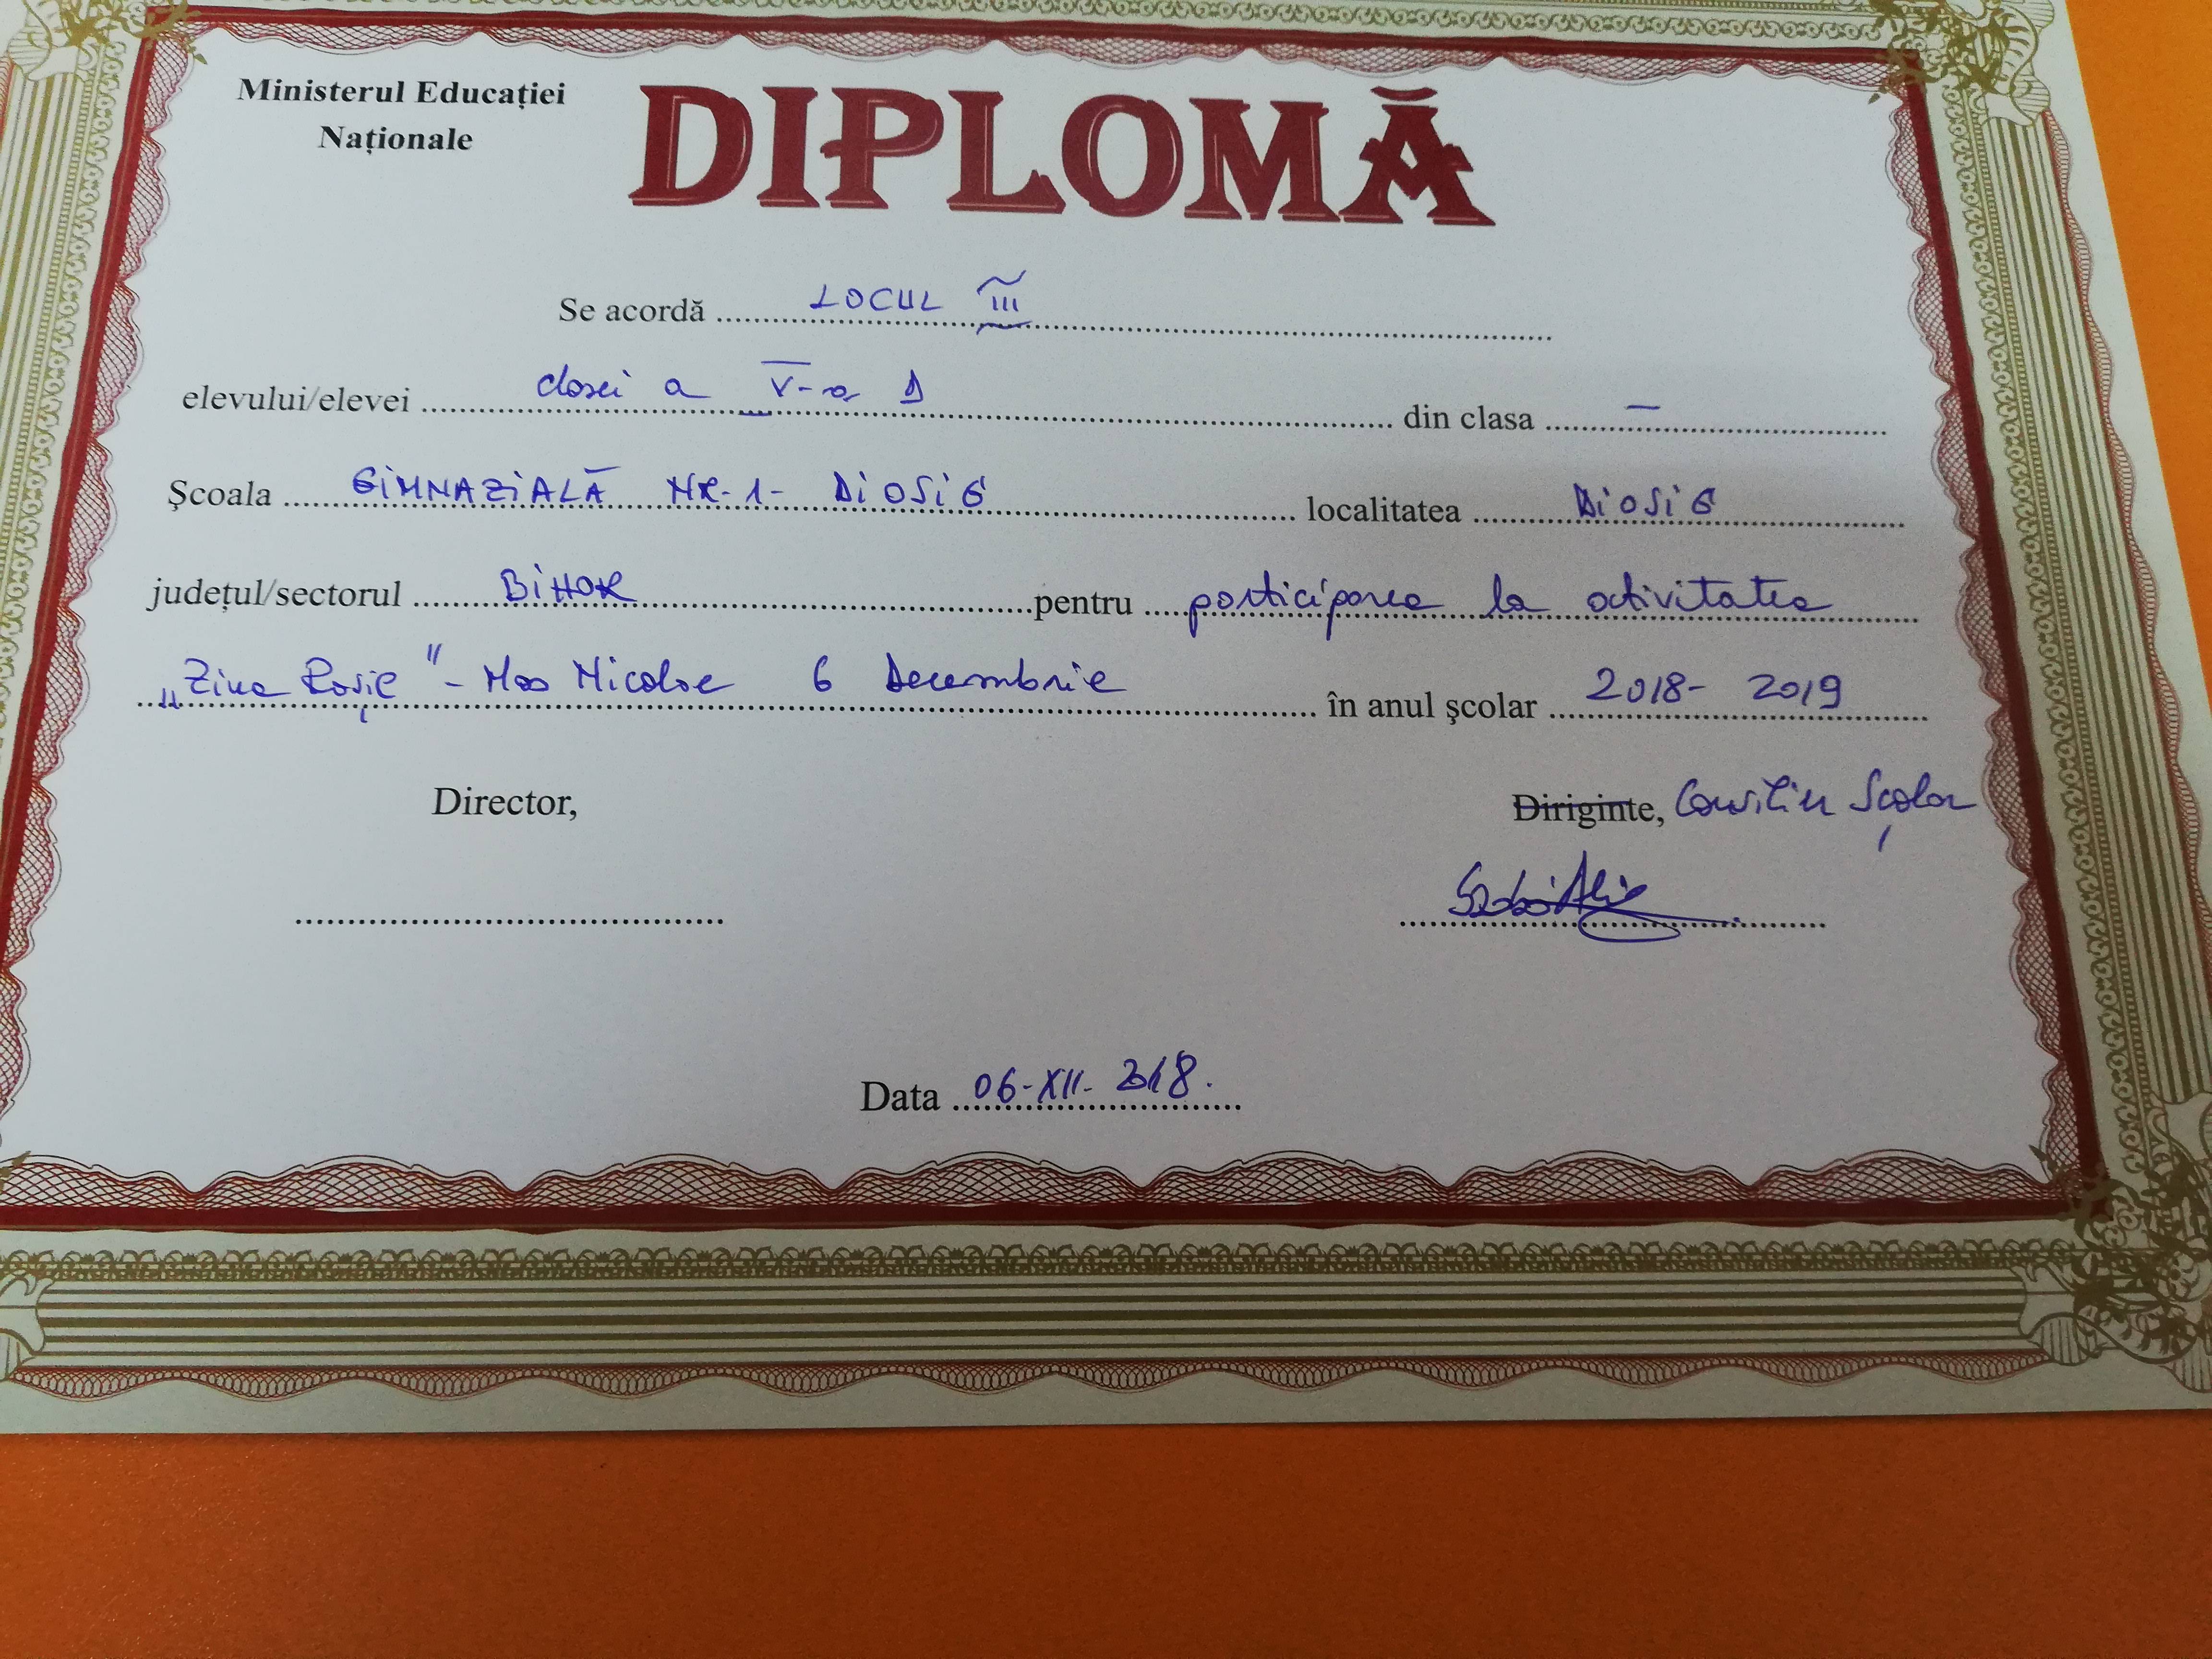 Ministerul Educației
Naționale
DIPLOMĂ
Se acordă LOCUL III
elevului/elevei clasei a V-a D din clasa —
Școala GIMNAZIALĂ NR-1- DIOSIG localitatea DIOSIG
județul/sectorul BIHOR pentru participarea la activitatea
„Ziua Roșie" - Mos Nicolae 6 Decembrie în anul școlar 2018- 2019
Director,
Diriginte, Consiliu Școlar
Data 06-XII- 2018.